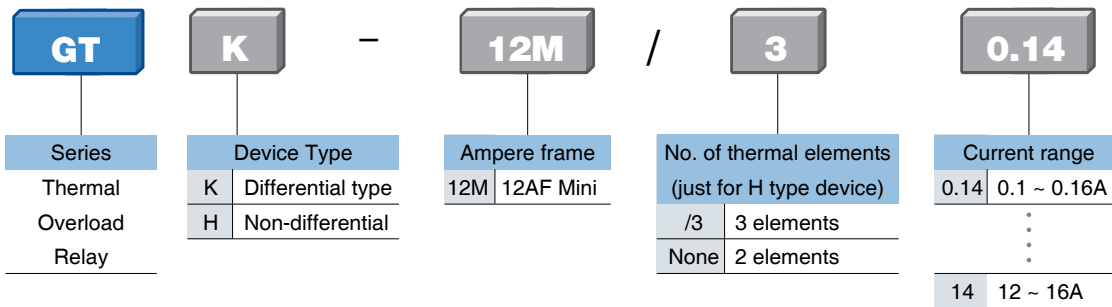 GT K – 12M / 3 0.14
Series
Thermal
Overload
Relay
Device Type
K Differential type
H Non-differential
Ampere frame
12M 12AF Mini
No. of thermal elements
(just for H type device)
/3 3 elements
None 2 elements
Current range
0.14 0.1 ~ 0.16A
14 12 ~ 16A